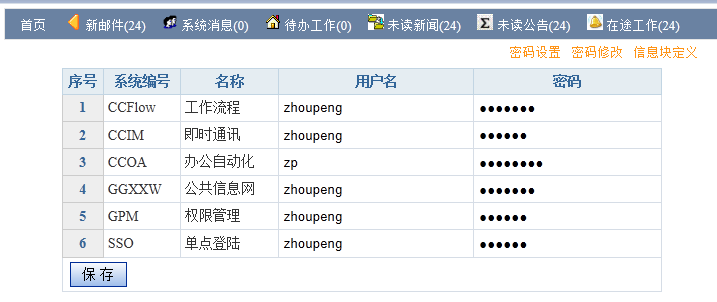 首页 新邮件(24) 系统消息(0) 待办工作(0) 未读新闻(24) 未读公告(24) 在途工作(24)
密码设置 密码修改 信息块定义
序号 系统编号 名称 用户名 密码
1 CCFlow 工作流程 zhoupeng ●●●●●●●
2 CCIM 即时通讯 zhoupeng ●●●●●●
3 CCOA 办公自动化 zp ●●●●●●●●
4 GGXXW 公共信息网 zhoupeng ●●●●●●●
5 GPM 权限管理 zhoupeng ●●●●●●
6 SSO 单点登陆 zhoupeng ●●●●●●
保 存